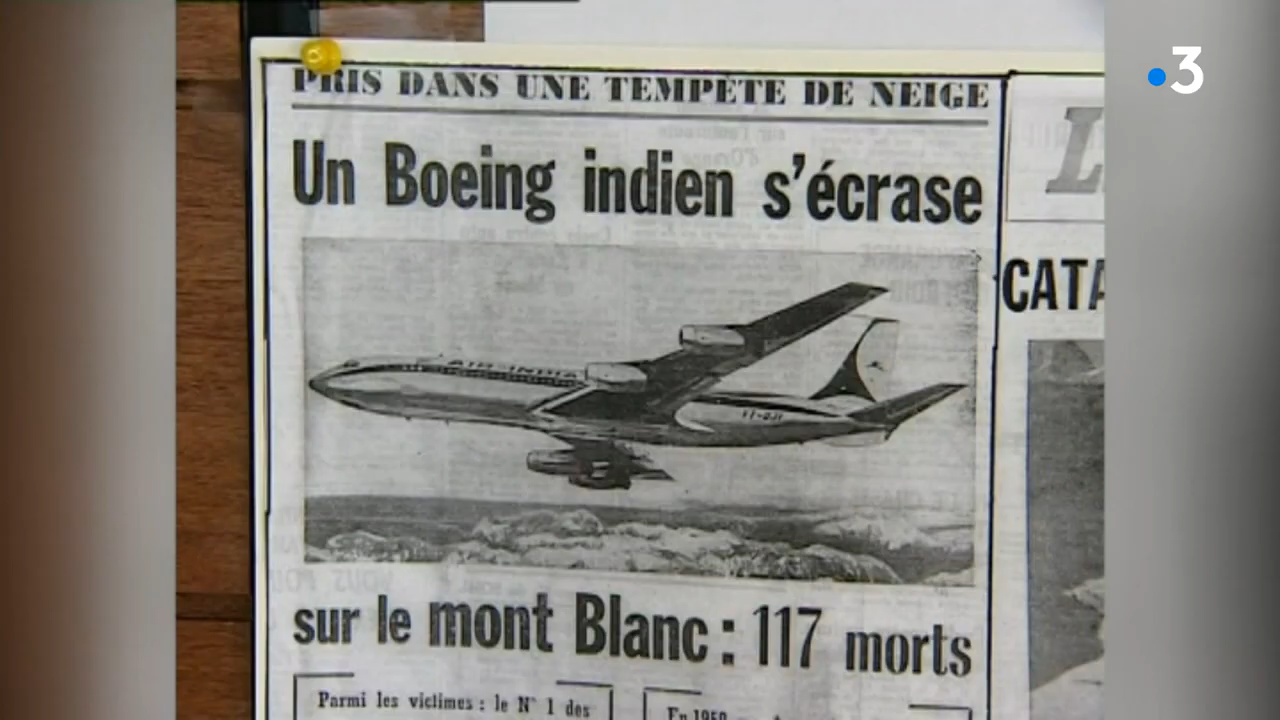 3
PRIS DANS UNE TEMPÊTE DE NEIGE
Un Boeing indien s'écrase
AIR-INDIA
sur le mont Blanc : 117 morts
Parmi les victimes : le N° 1 des
CATA